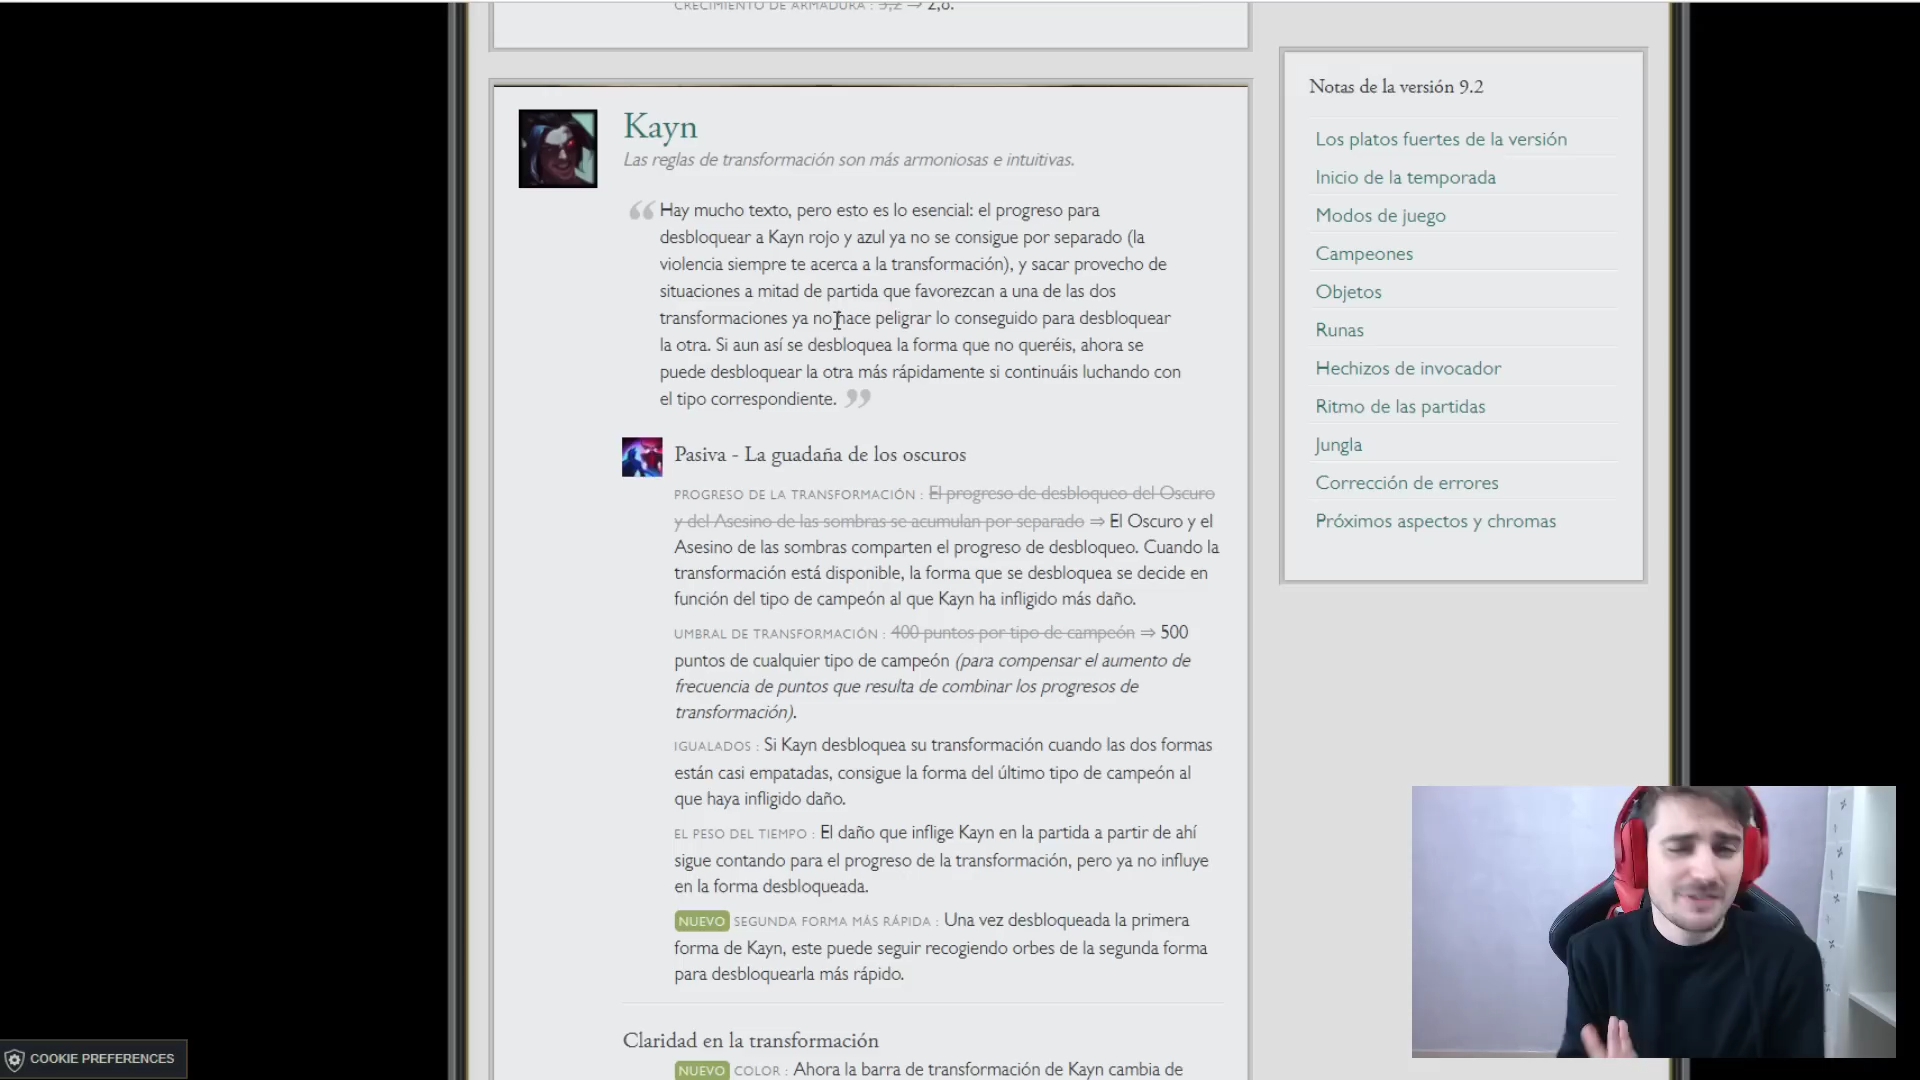 CRECIMIENTO DE ARMADURA : 3,2 ⇒ 2,8.
Kayn
Las reglas de transformación son más armoniosas e intuitivas.
“ Hay mucho texto, pero esto es lo esencial: el progreso para
desbloquear a Kayn rojo y azul ya no se consigue por separado (la
violencia siempre te acerca a la transformación), y sacar provecho de
situaciones a mitad de partida que favorezcan a una de las dos
transformaciones ya no hace peligrar lo conseguido para desbloquear
la otra. Si aun así se desbloquea la forma que no queréis, ahora se
puede desbloquear la otra más rápidamente si continuáis luchando con
el tipo correspondiente. ”
Pasiva - La guadaña de los oscuros
PROGRESO DE LA TRANSFORMACIÓN : El progreso de desbloqueo del Oscuro
y del Asesino de las sombras se acumulan por separado ⇒ El Oscuro y el
Asesino de las sombras comparten el progreso de desbloqueo. Cuando la
transformación está disponible, la forma que se desbloquea se decide en
función del tipo de campeón al que Kayn ha infligido más daño.
UMBRAL DE TRANSFORMACIÓN : 400 puntos por tipo de campeón ⇒ 500
puntos de cualquier tipo de campeón (para compensar el aumento de
frecuencia de puntos que resulta de combinar los progresos de
transformación).
IGUALADOS : Si Kayn desbloquea su transformación cuando las dos formas
están casi empatadas, consigue la forma del último tipo de campeón al
que haya infligido daño.
EL PESO DEL TIEMPO : El daño que inflige Kayn en la partida a partir de ahí
sigue contando para el progreso de la transformación, pero ya no influye
en la forma desbloqueada.
NUEVO SEGUNDA FORMA MÁS RÁPIDA : Una vez desbloqueada la primera
forma de Kayn, este puede seguir recogiendo orbes de la segunda forma
para desbloquearla más rápido.
Claridad en la transformación
NUEVO COLOR : Ahora la barra de transformación de Kayn cambia de
Notas de la versión 9.2
Los platos fuertes de la versión
Inicio de la temporada
Modos de juego
Campeones
Objetos
Runas
Hechizos de invocador
Ritmo de las partidas
Jungla
Corrección de errores
Próximos aspectos y chromas
COOKIE PREFERENCES